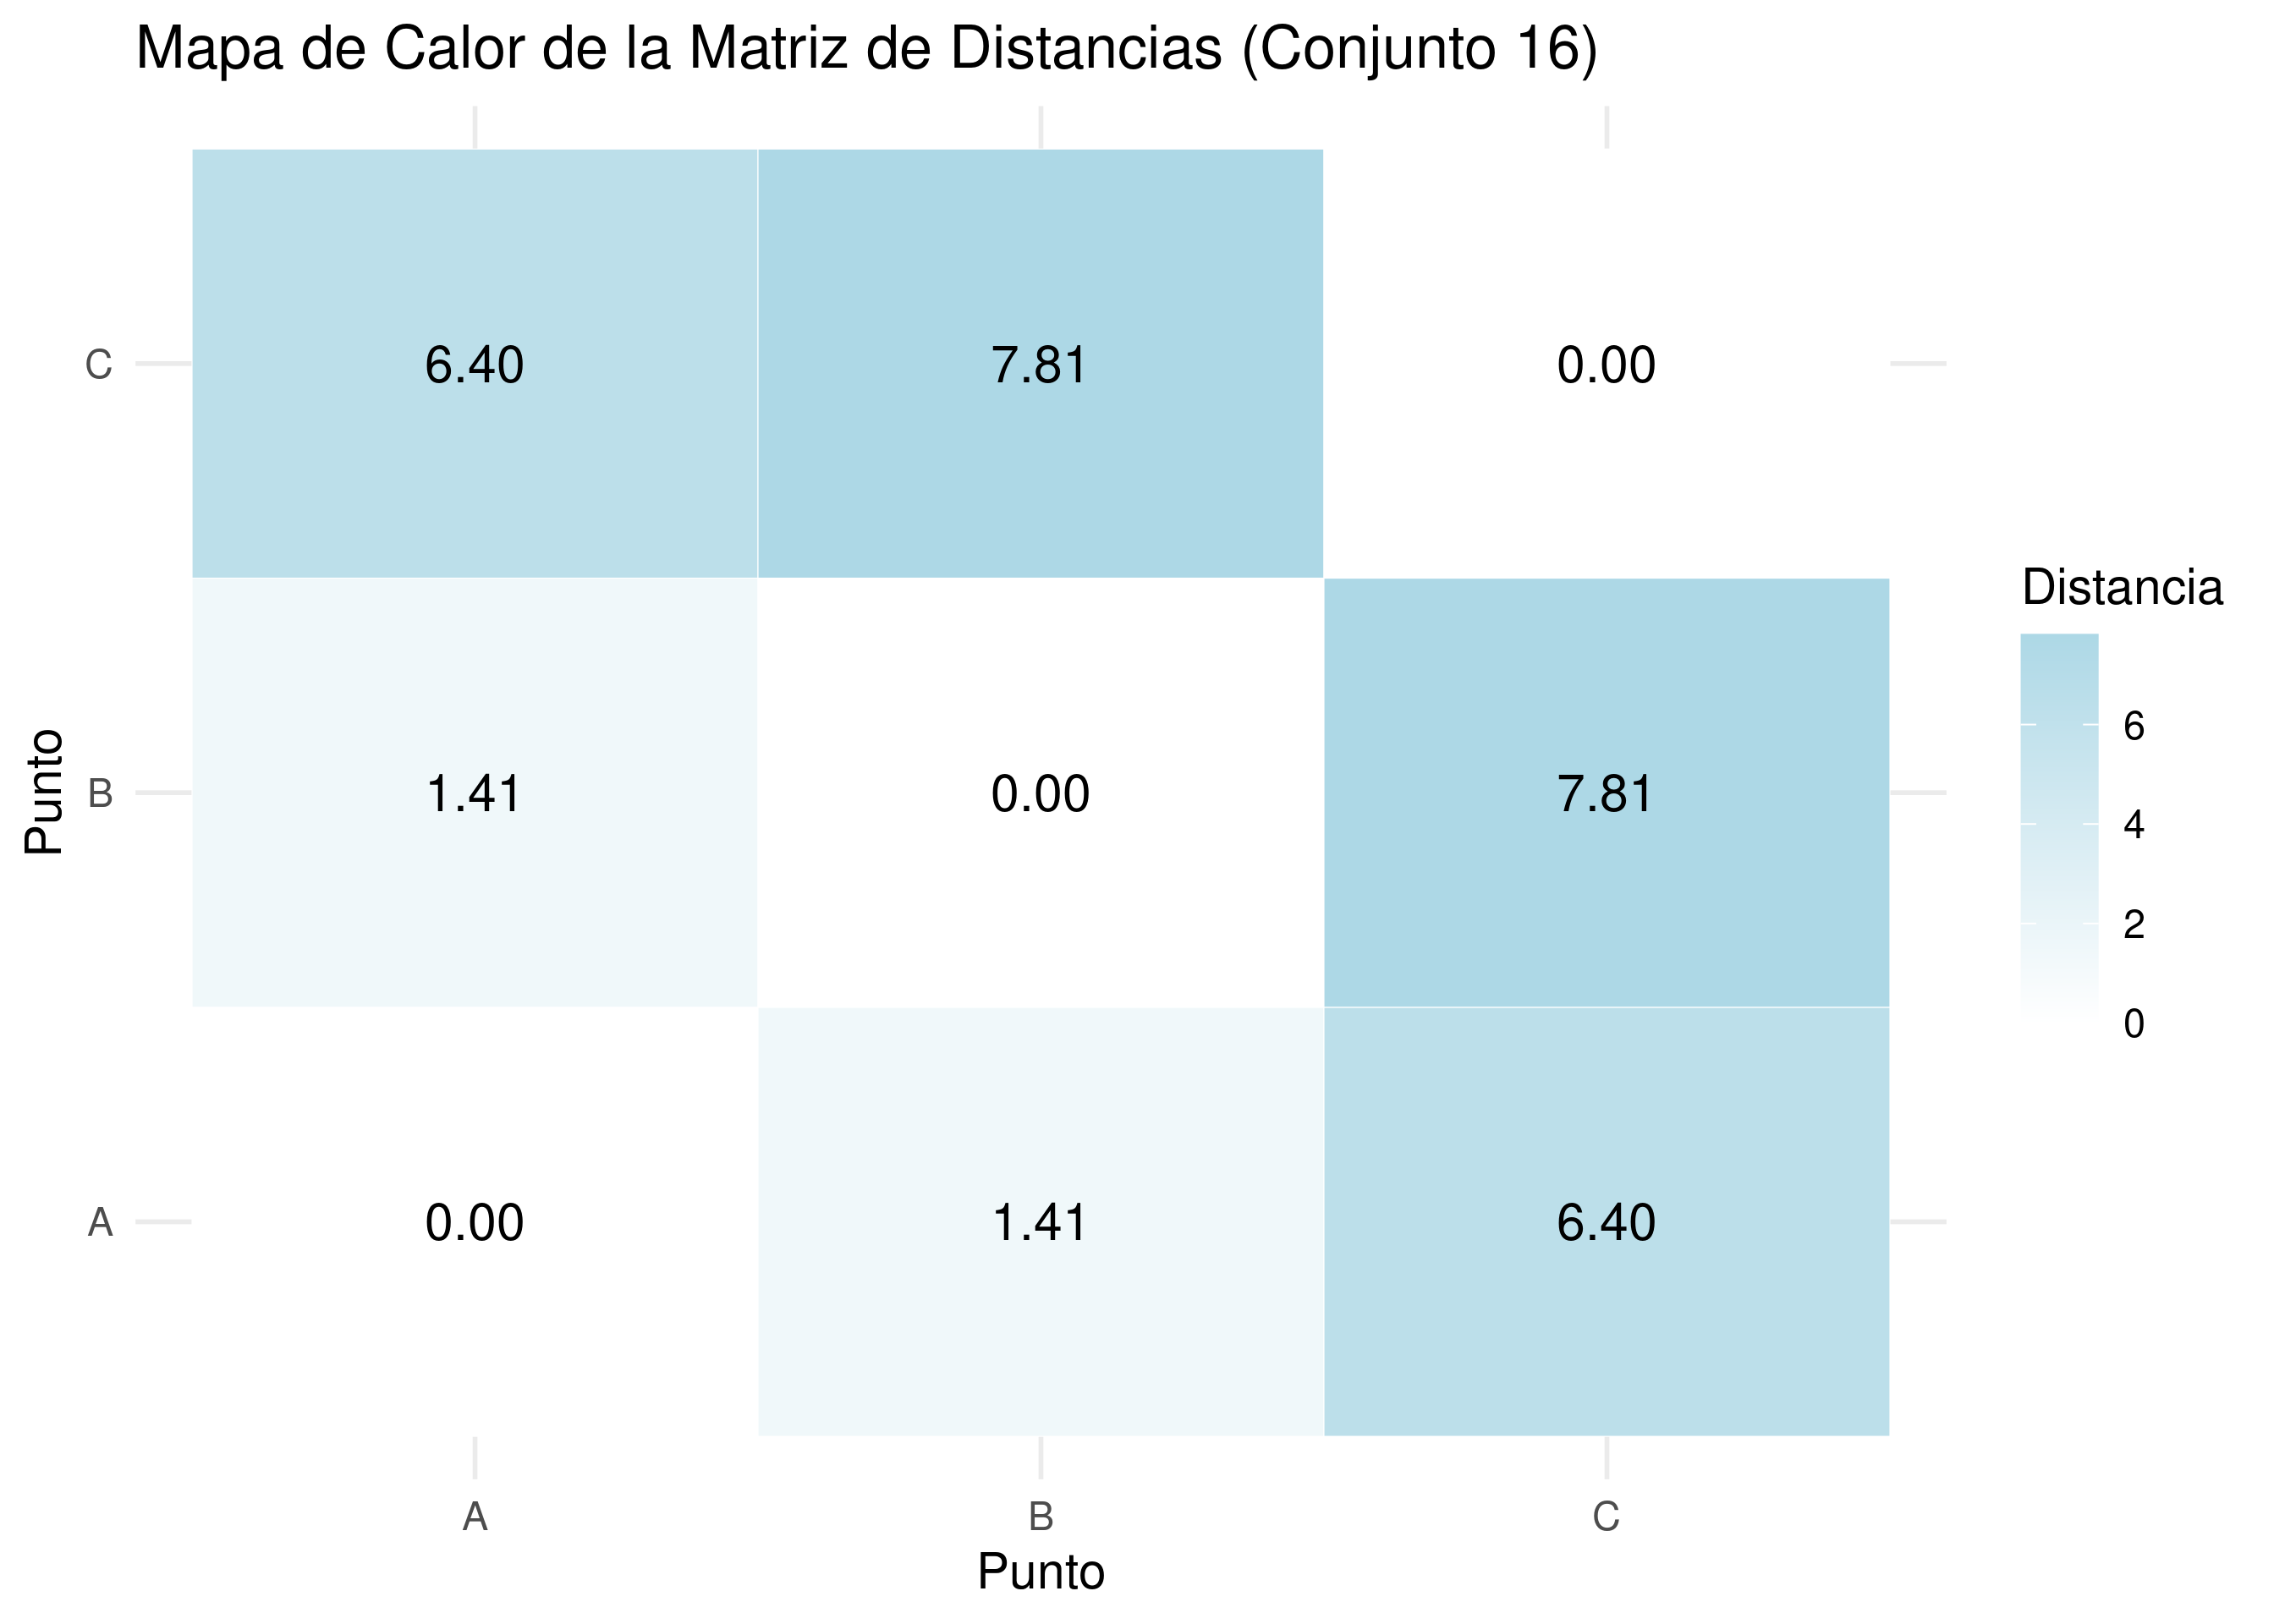 Mapa de Calor de la Matriz de Distancias (Conjunto 16)
C 6.40 7.81 0.00
B 1.41 0.00 7.81
A 0.00 1.41 6.40
A B C
Punto
Punto
Distancia
6
4
2
0